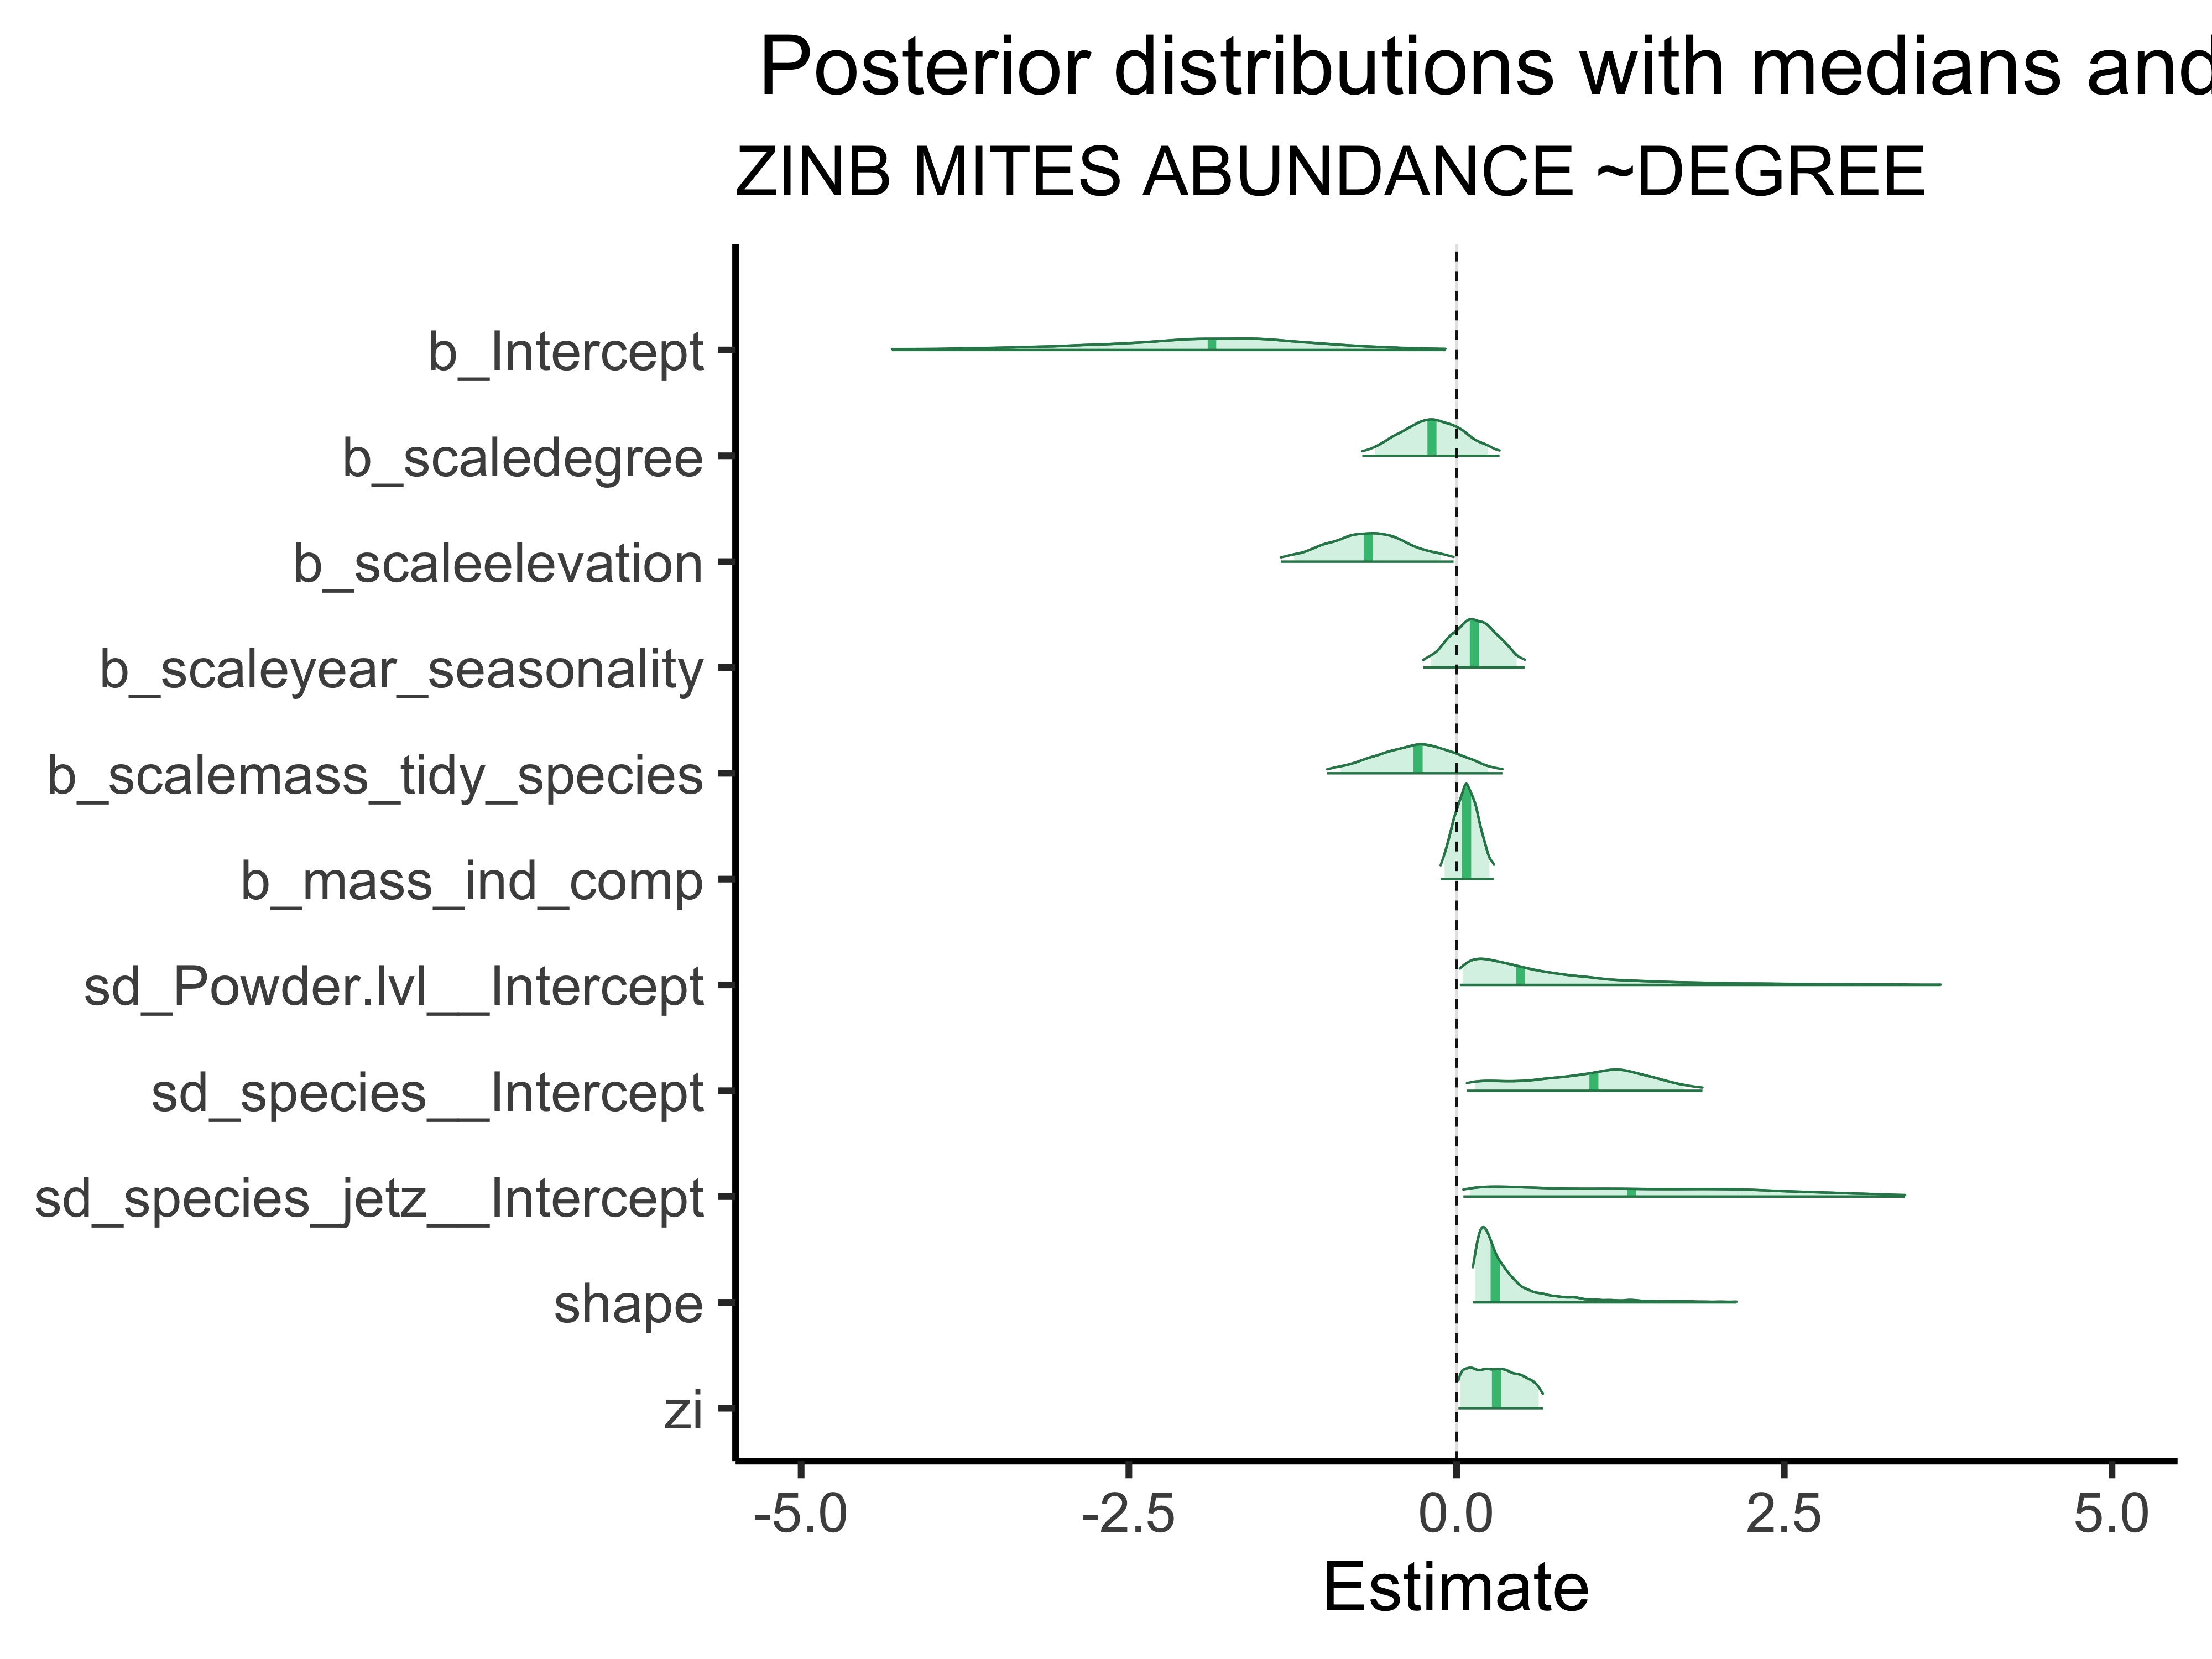 Posterior distributions with medians and
ZINB MITES ABUNDANCE ~DEGREE
b_Intercept
b_scaledegree
b_scaleelevation
b_scaleyear_seasonality
b_scalemass_tidy_species
b_mass_ind_comp
sd_Powder.lvl__Intercept
sd_species__Intercept
sd_species_jetz__Intercept
shape
zi
-5.0 -2.5 0.0 2.5 5.0
Estimate